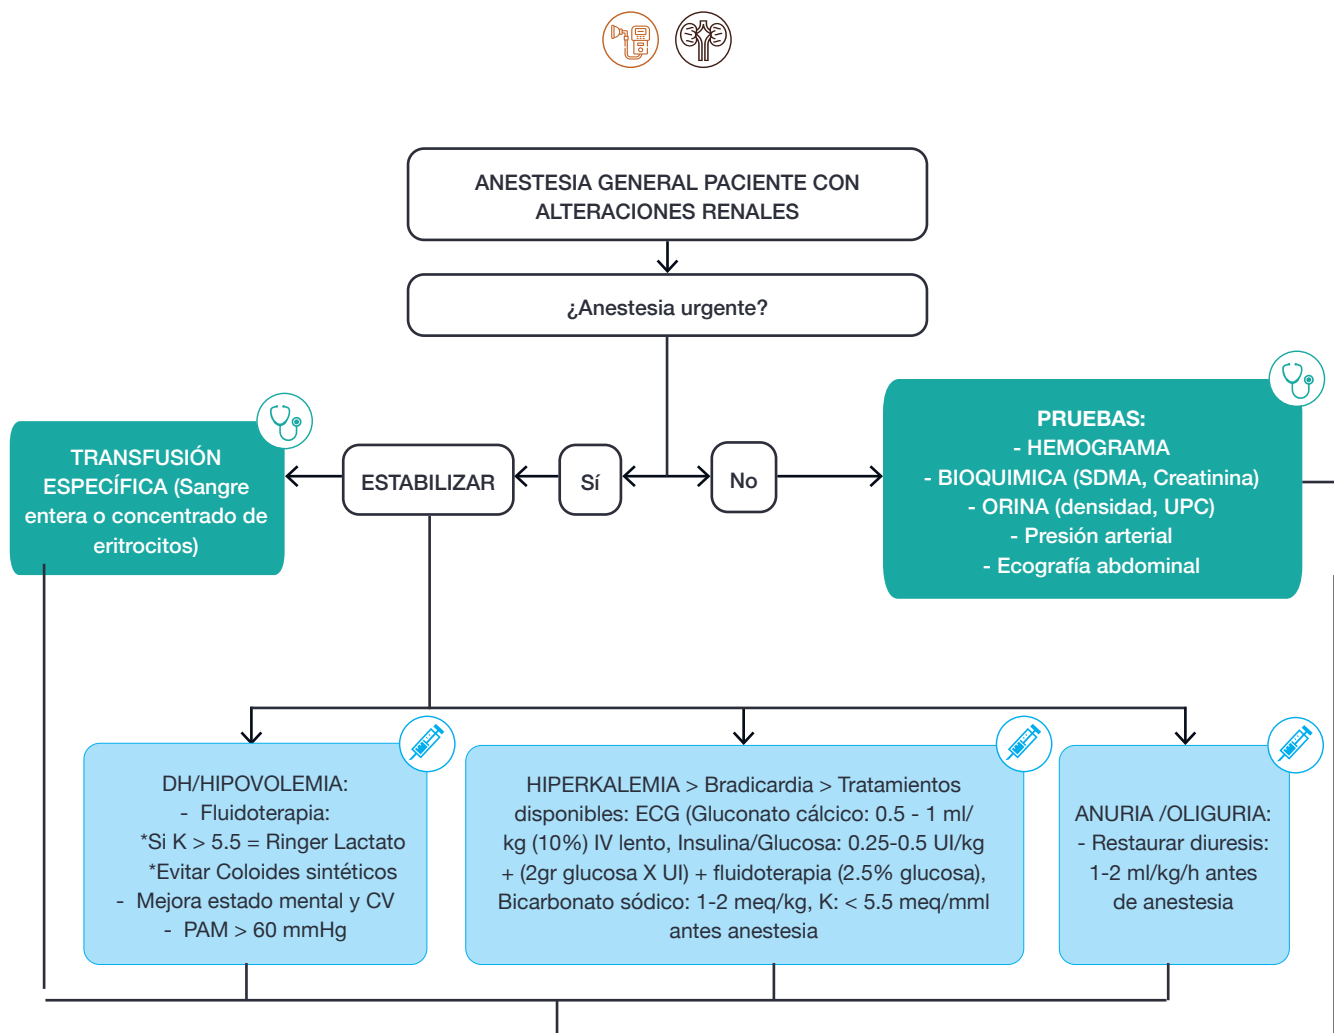 ANESTESIA GENERAL PACIENTE CON
ALTERACIONES RENALES
¿Anestesia urgente?
TRANSFUSIÓN
ESPECÍFICA (Sangre
entera o concentrado de
eritrocitos)
ESTABILIZAR
Sí
No
PRUEBAS:
- HEMOGRAMA
- BIOQUIMICA (SDMA, Creatinina)
- ORINA (densidad, UPC)
- Presión arterial
- Ecografía abdominal
DH/HIPOVOLEMIA:
- Fluidoterapia:
*Si K > 5.5 = Ringer Lactato
*Evitar Coloides sintéticos
- Mejora estado mental y CV
- PAM > 60 mmHg
HIPERKALEMIA > Bradicardia > Tratamientos
disponibles: ECG (Gluconato cálcico: 0.5 - 1 ml/
kg (10%) IV lento, Insulina/Glucosa: 0.25-0.5 UI/kg
+ (2gr glucosa X UI) + fluidoterapia (2.5% glucosa),
Bicarbonato sódico: 1-2 meq/kg, K: < 5.5 meq/mml
antes anestesia
ANURIA /OLIGURIA:
- Restaurar diuresis:
1-2 ml/kg/h antes
de anestesia